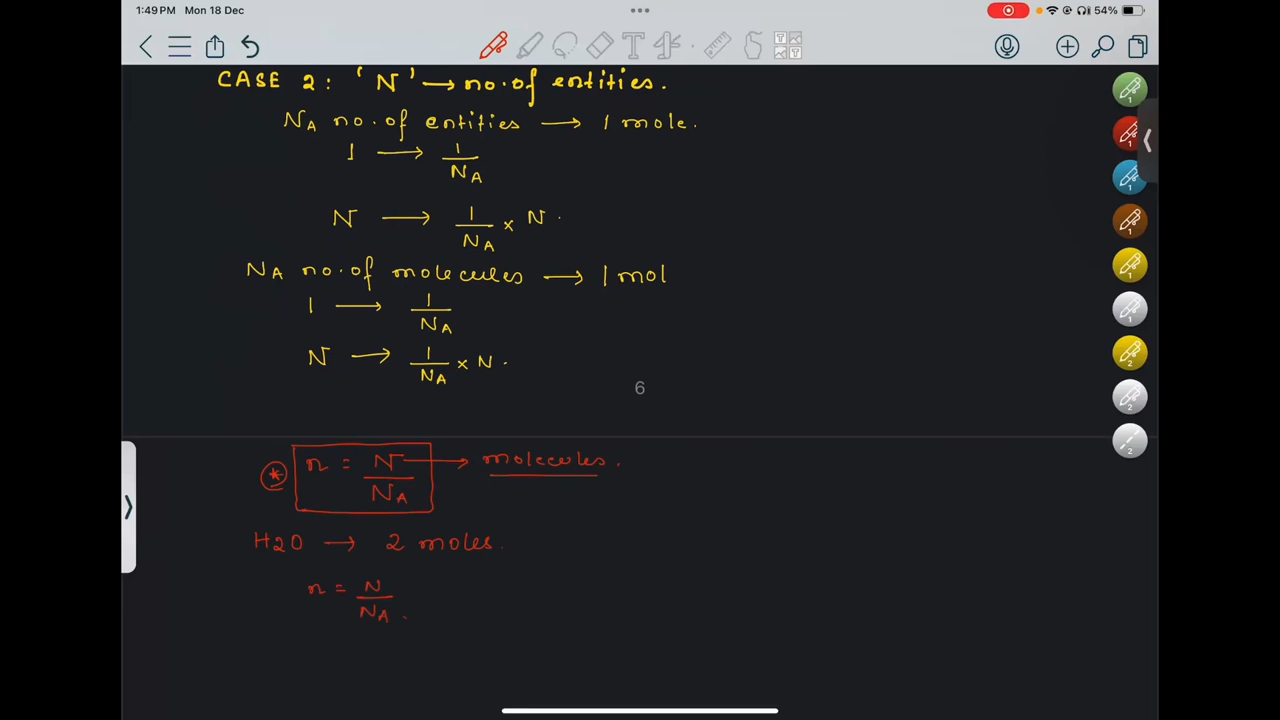 1:49 PM Mon 18 Dec
54%
CASE 2: 'N' → no. of entities.
NA no. of entities → 1 mole.
1 → 1/NA
N → 1/NA × N.
NA no. of molecules → 1 mol
1 → 1/NA
N → 1/NA × N.
6
* n = N/NA → molecules.
H2O → 2 moles.
n = N/NA.